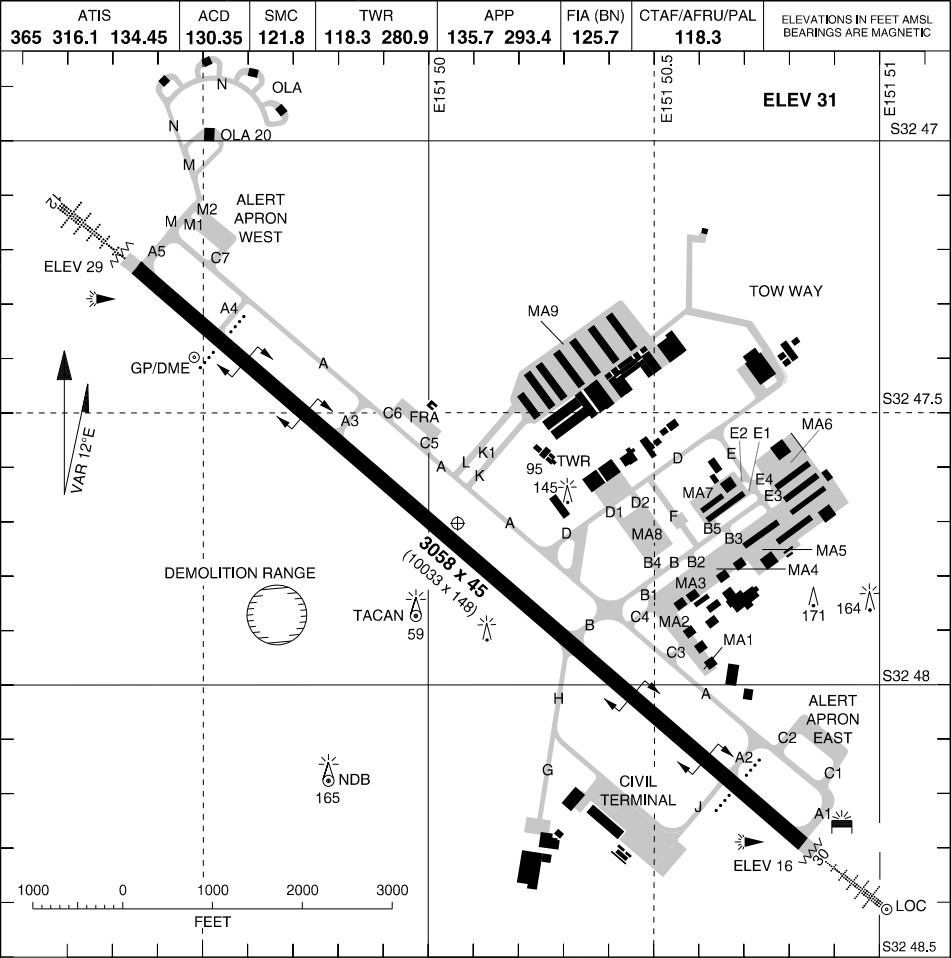 ATIS
365 316.1 134.45
ACD
130.35
SMC
121.8
TWR
118.3 280.9
APP
135.7 293.4
FIA (BN)
125.7
CTAF/AFRU/PAL
118.3
ELEVATIONS IN FEET AMSL
BEARINGS ARE MAGNETIC
E151 50
E151 50.5
E151 51
ELEV 31
S32 47
N
OLA
N
OLA 20
M
M2
M
M1
ALERT
APRON
WEST
12
A5
C7
ELEV 29
A4
GP/DME
A
MA9
TOW WAY
S32 47.5
VAR 12°E
A3
C6
FRA
C5
A
L
K1
K
95
TWR
145
D
E2
E1
E
MA6
E4
E3
MA7
D2
D1
F
A
D
MA8
B5
B3
MA5
B4
B
B2
MA4
3058 x 45
(10033 x 148)
DEMOLITION RANGE
TACAN
59
MA3
B1
C4
MA2
B
C3
MA1
171
164
S32 48
A
H
ALERT
APRON
EAST
C2
A2
C1
G
CIVIL
TERMINAL
J
A1
NDB
165
ELEV 16
30
LOC
1000
0
1000
2000
3000
FEET
S32 48.5